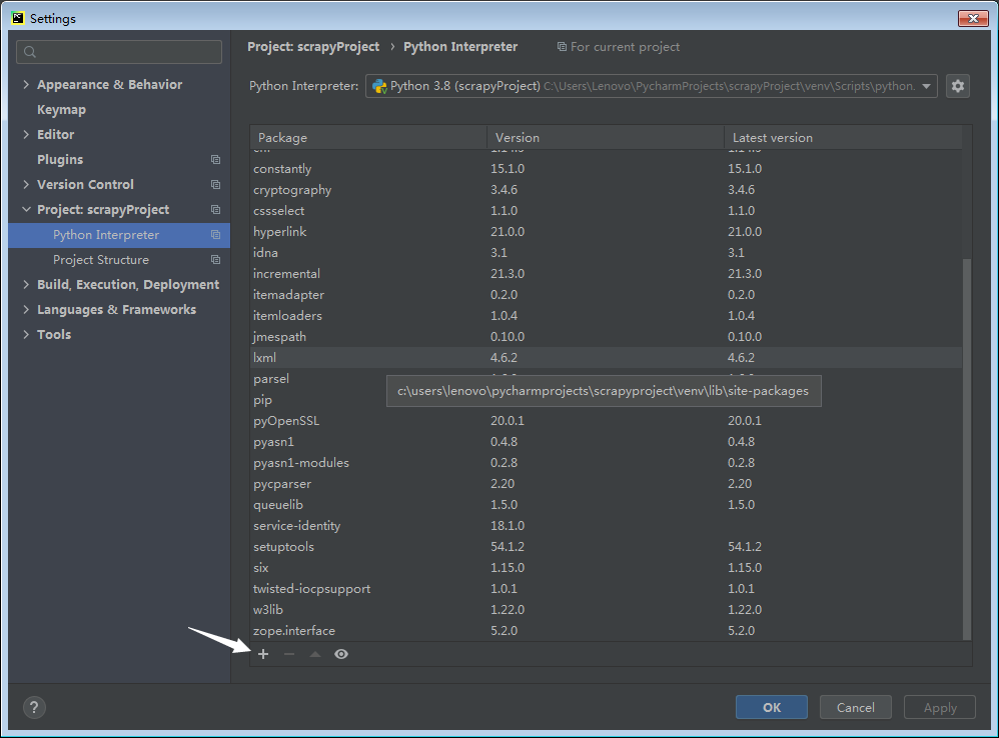 Settings
Project: scrapyProject › Python Interpreter For current project
Appearance & Behavior
Keymap
Editor
Plugins
Version Control
Project: scrapyProject
Python Interpreter
Project Structure
Build, Execution, Deployment
Languages & Frameworks
Tools
Python Interpreter: Python 3.8 (scrapyProject) C:\Users\Lenovo\PycharmProjects\scrapyProject\venv\Scripts\python.
Package Version Latest version
constantly 15.1.0 15.1.0
cryptography 3.4.6 3.4.6
cssselect 1.1.0 1.1.0
hyperlink 21.0.0 21.0.0
idna 3.1 3.1
incremental 21.3.0 21.3.0
itemadapter 0.2.0 0.2.0
itemloaders 1.0.4 1.0.4
jmespath 0.10.0 0.10.0
lxml 4.6.2 4.6.2
parsel
c:\users\lenovo\pycharmprojects\scrapyproject\venv\lib\site-packages
pip
pyOpenSSL 20.0.1 20.0.1
pyasn1 0.4.8 0.4.8
pyasn1-modules 0.2.8 0.2.8
pycparser 2.20 2.20
queuelib 1.5.0 1.5.0
service-identity 18.1.0
setuptools 54.1.2 54.1.2
six 1.15.0 1.15.0
twisted-iocpsupport 1.0.1 1.0.1
w3lib 1.22.0 1.22.0
zope.interface 5.2.0 5.2.0
?
OK Cancel Apply